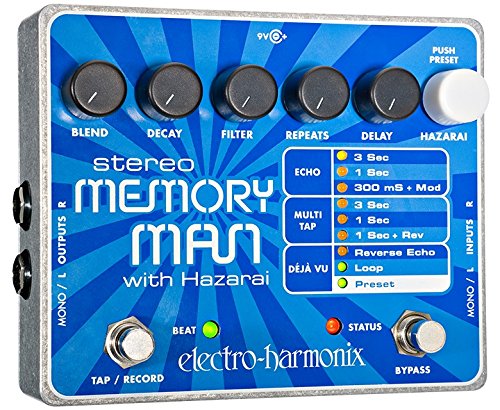 9V
PUSH
PRESET
BLEND
DECAY
FILTER
REPEATS
DELAY
HAZARAI
stereo
MEMORY
MAN
with Hazarai
ECHO
3 Sec
1 Sec
300 mS + Mod
MULTI
TAP
3 Sec
1 Sec
1 Sec + Rev
DÉJÀ VU
Reverse Echo
Loop
Preset
MONO / L OUTPUTS R
MONO / L INPUTS R
BEAT
STATUS
TAP / RECORD
electro-harmonix
BYPASS